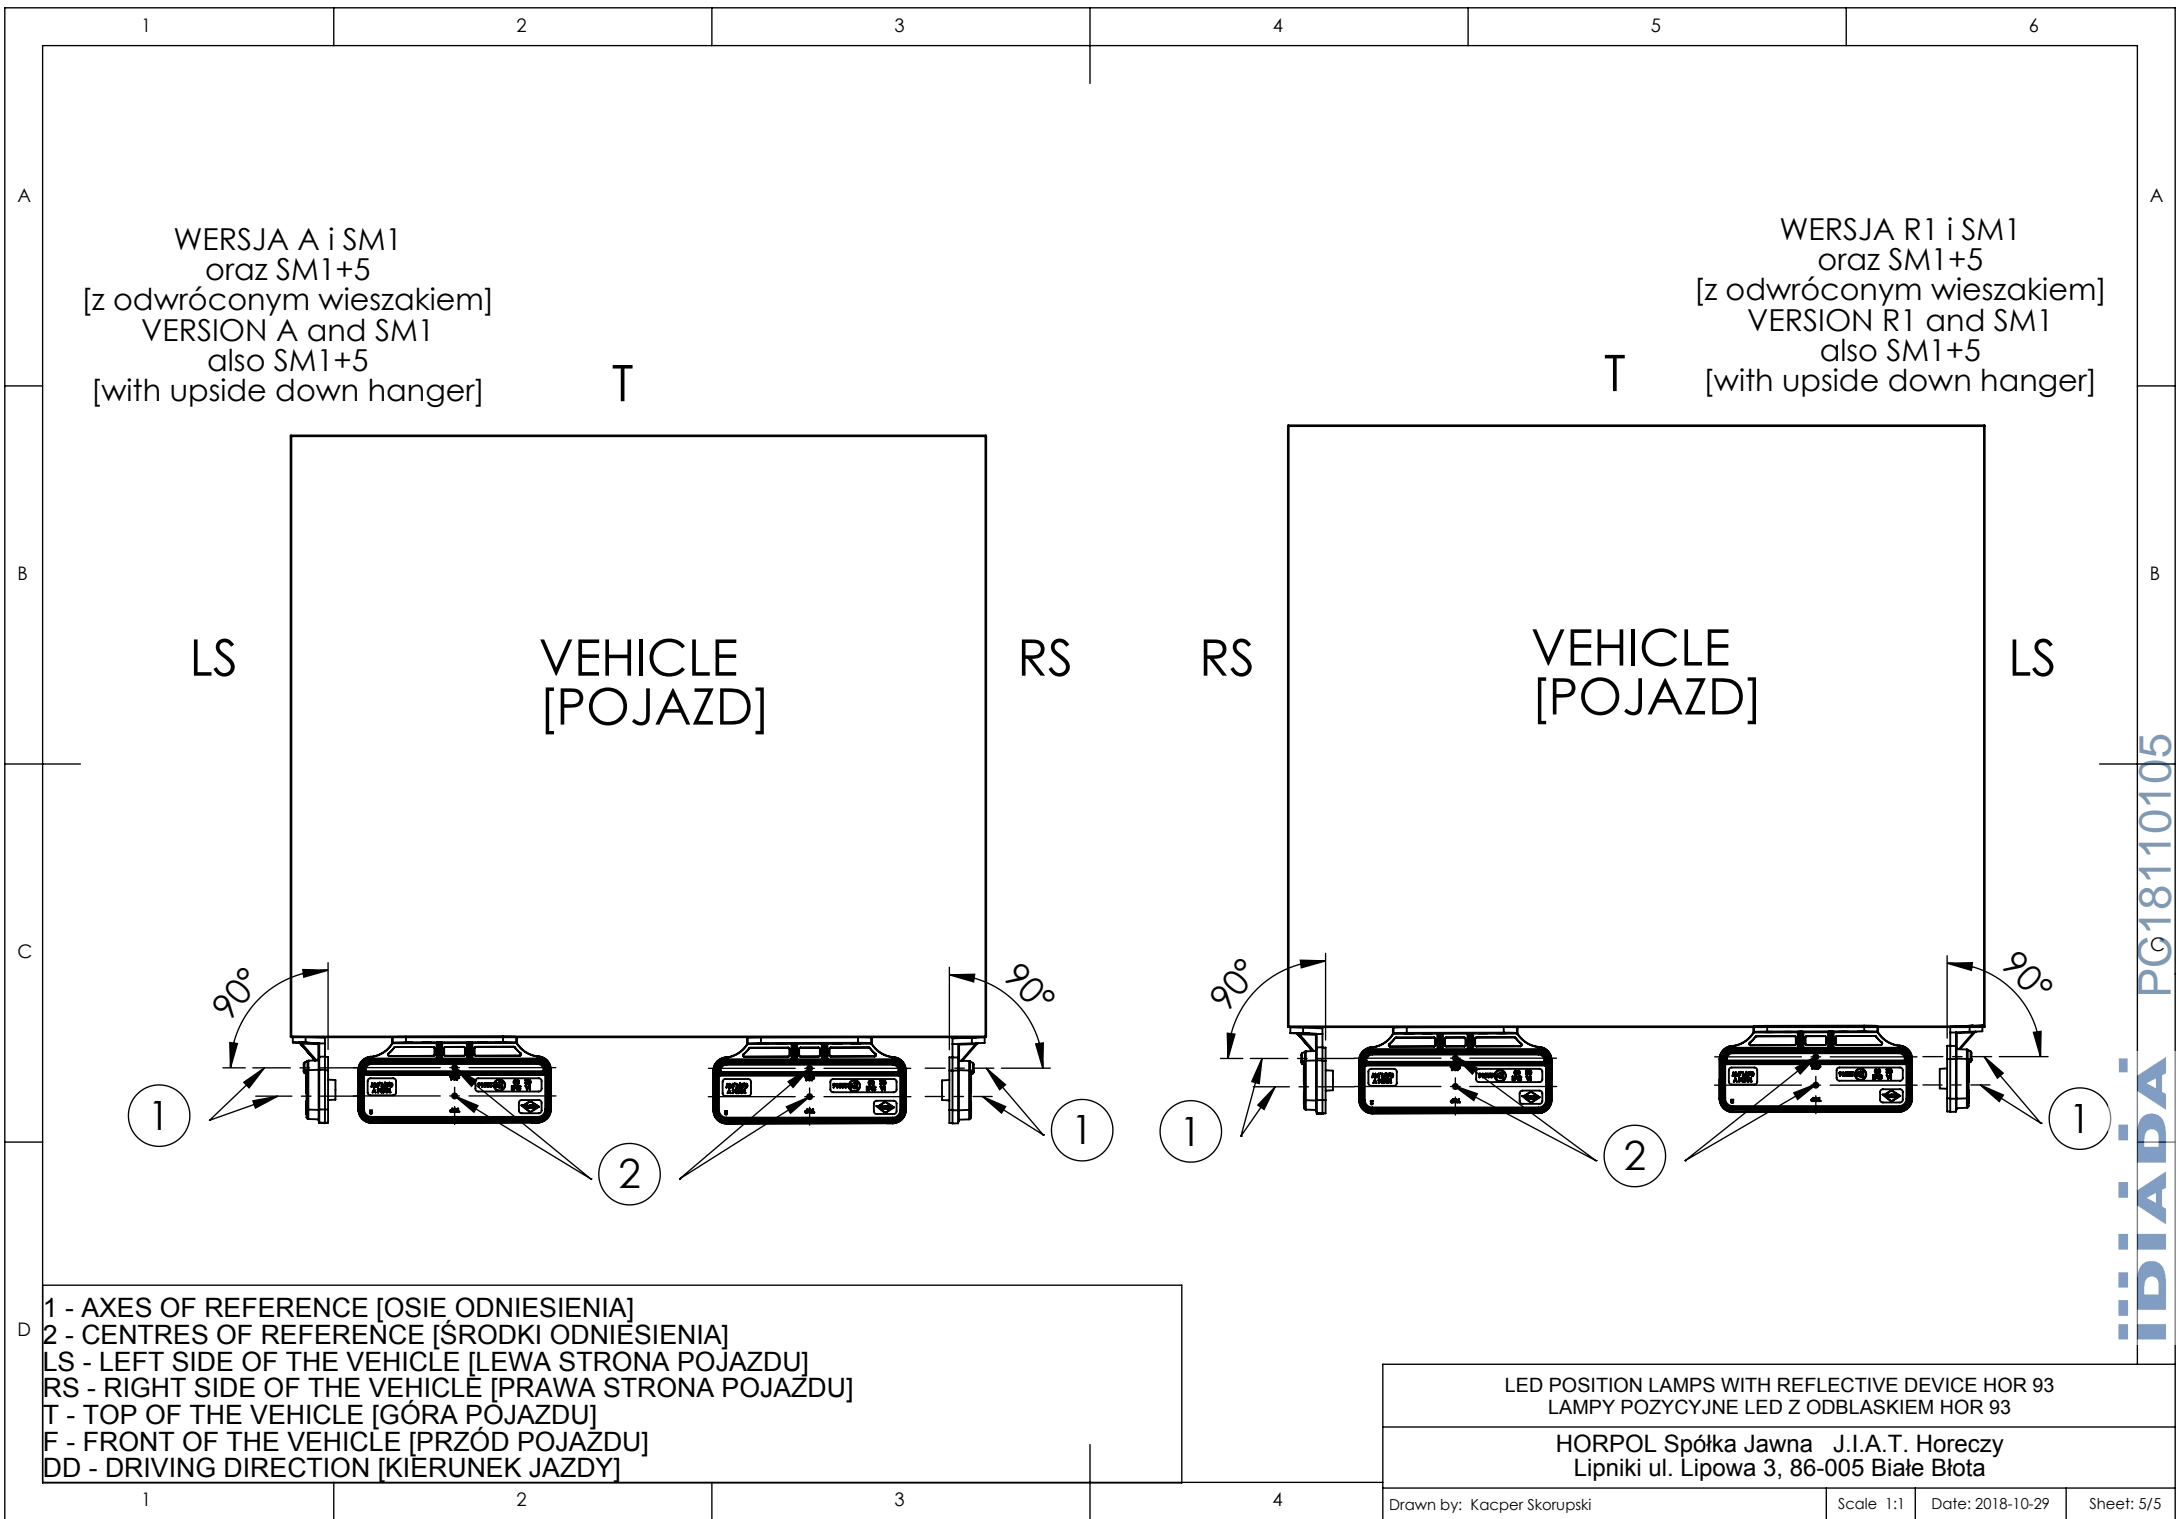 1 2 3 4 5 6
A A
WERSJA A i SM1
oraz SM1+5
[z odwróconym wieszakiem]
VERSION A and SM1
also SM1+5
[with upside down hanger]
T
WERSJA R1 i SM1
oraz SM1+5
[z odwróconym wieszakiem]
VERSION R1 and SM1
also SM1+5
[with upside down hanger]
T
B B
LS
VEHICLE
[POJAZD]
RS
RS
VEHICLE
[POJAZD]
LS
C C
90°
90°
90°
90°
1
2
1
1
2
1
IDIADA PC18110105
D
1 - AXES OF REFERENCE [OSIE ODNIESIENIA]
2 - CENTRES OF REFERENCE [ŚRODKI ODNIESIENIA]
LS - LEFT SIDE OF THE VEHICLE [LEWA STRONA POJAZDU]
RS - RIGHT SIDE OF THE VEHICLE [PRAWA STRONA POJAZDU]
T - TOP OF THE VEHICLE [GÓRA POJAZDU]
F - FRONT OF THE VEHICLE [PRZÓD POJAZDU]
DD - DRIVING DIRECTION [KIERUNEK JAZDY]
LED POSITION LAMPS WITH REFLECTIVE DEVICE HOR 93
LAMPY POZYCYJNE LED Z ODBLASKIEM HOR 93
HORPOL Spółka Jawna J.I.A.T. Horeczy
Lipniki ul. Lipowa 3, 86-005 Białe Błota
Drawn by: Kacper Skorupski
Scale 1:1
Date: 2018-10-29
Sheet: 5/5
1 2 3 4